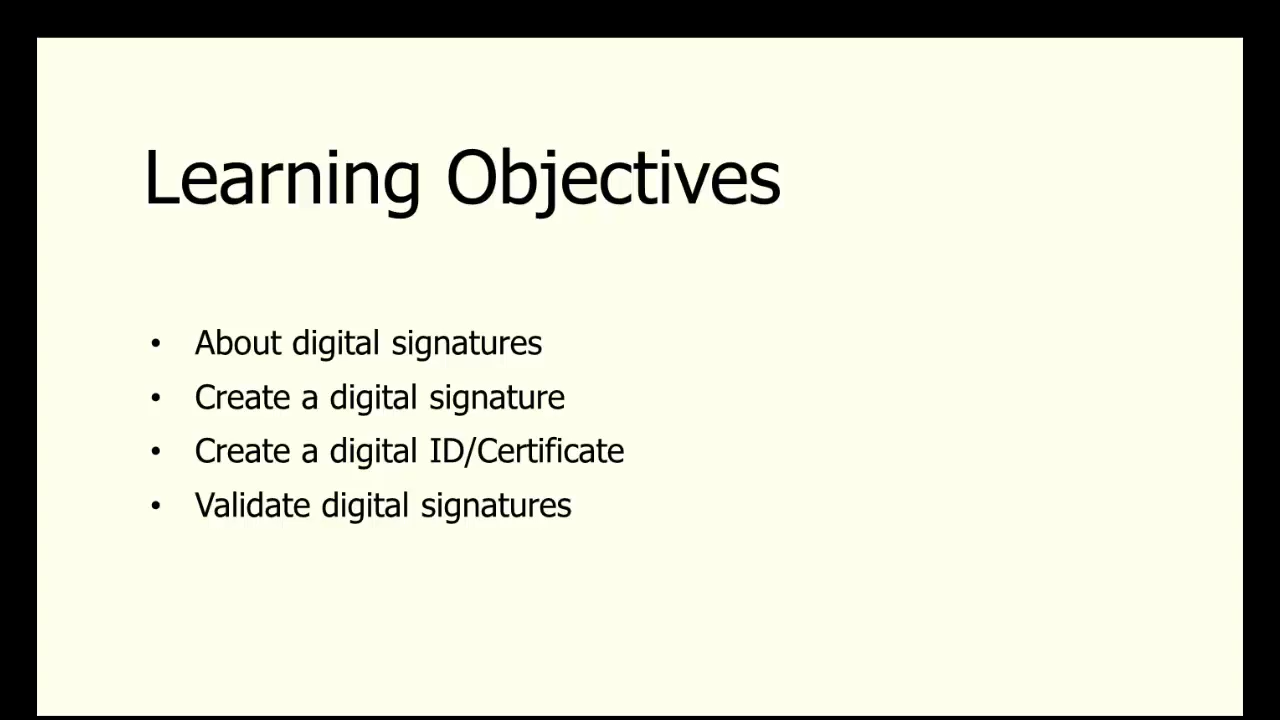 Learning Objectives
• About digital signatures
• Create a digital signature
• Create a digital ID/Certificate
• Validate digital signatures